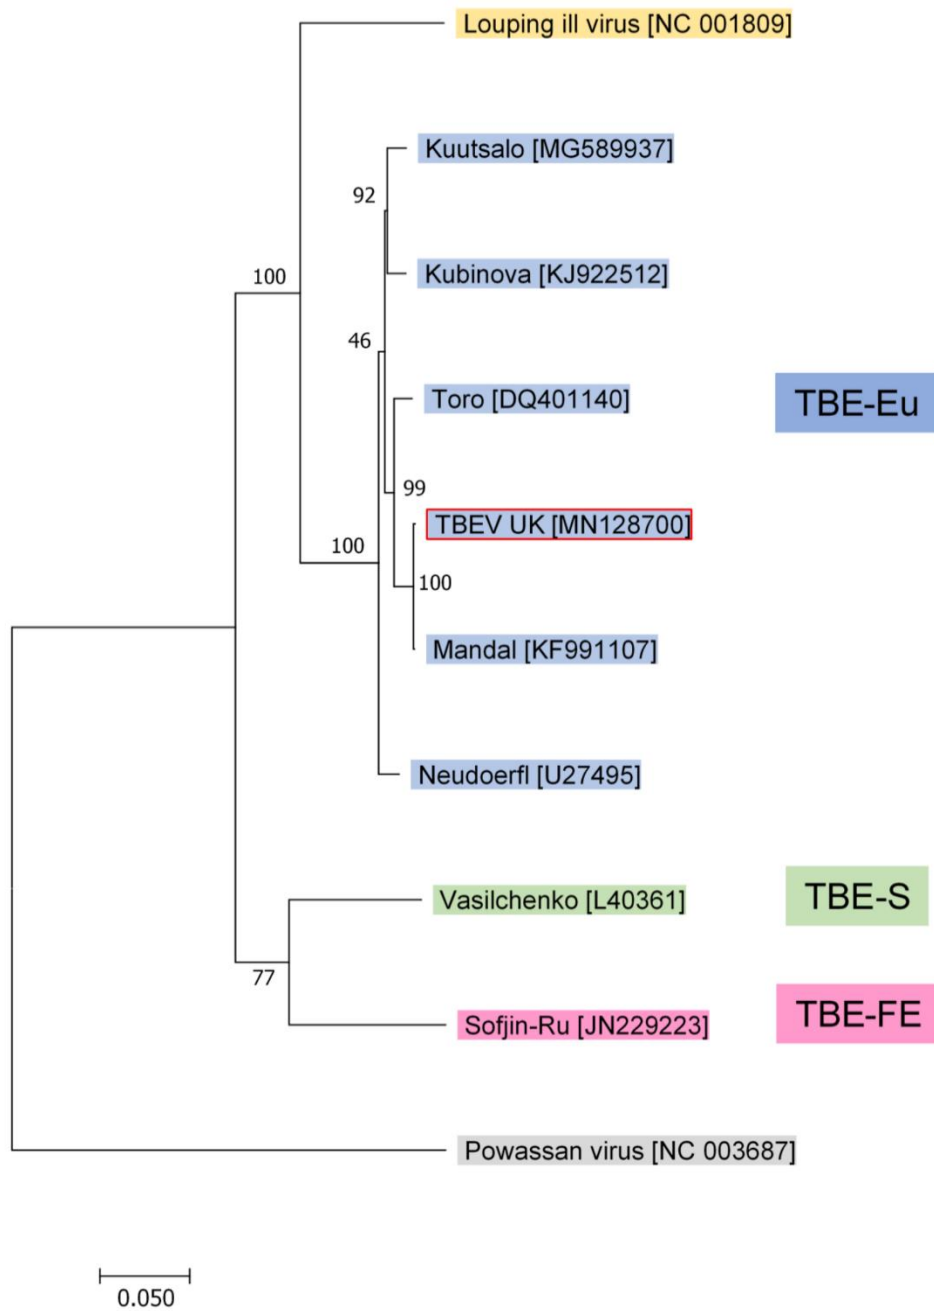 Louping ill virus [NC 001809]
Kuutsalo [MG589937]
92
Kubinova [KJ922512]
100
46
Toro [DQ401140]
TBE-Eu
99
TBEV UK [MN128700]
100
100
Mandal [KF991107]
Neudoerfl [U27495]
Vasilchenko [L40361]
TBE-S
77
Sofjin-Ru [JN229223]
TBE-FE
Powassan virus [NC 003687]
0.050